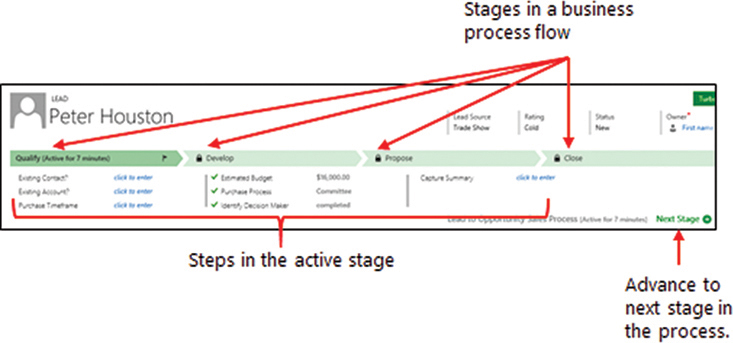 Stages in a business
process flow
LEAD
Peter Houston
Lead Source
Trade Show
Rating
Cold
Status
New
Owner*
First name
Qualify (Active for 7 minutes)
Develop
Propose
Close
Existing Contact? click to enter
Existing Account? click to enter
Purchase Timeframe click to enter
Estimated Budget $16,000.00
Purchase Process Committee
Identify Decision Maker completed
Capture Summary click to enter
Lead to Opportunity Sales Process (Active for 7 minutes) Next Stage
Steps in the active stage
Advance to
next stage in
the process.